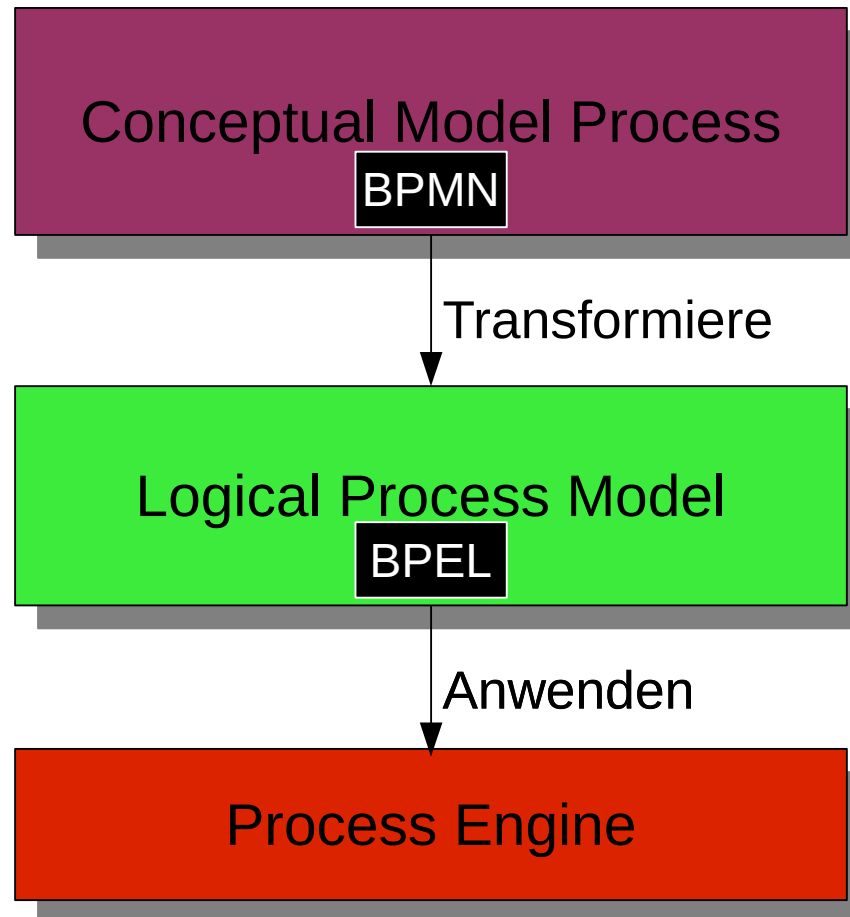 Conceptual Model Process
BPMN
Transformiere
Logical Process Model
BPEL
Anwenden
Process Engine